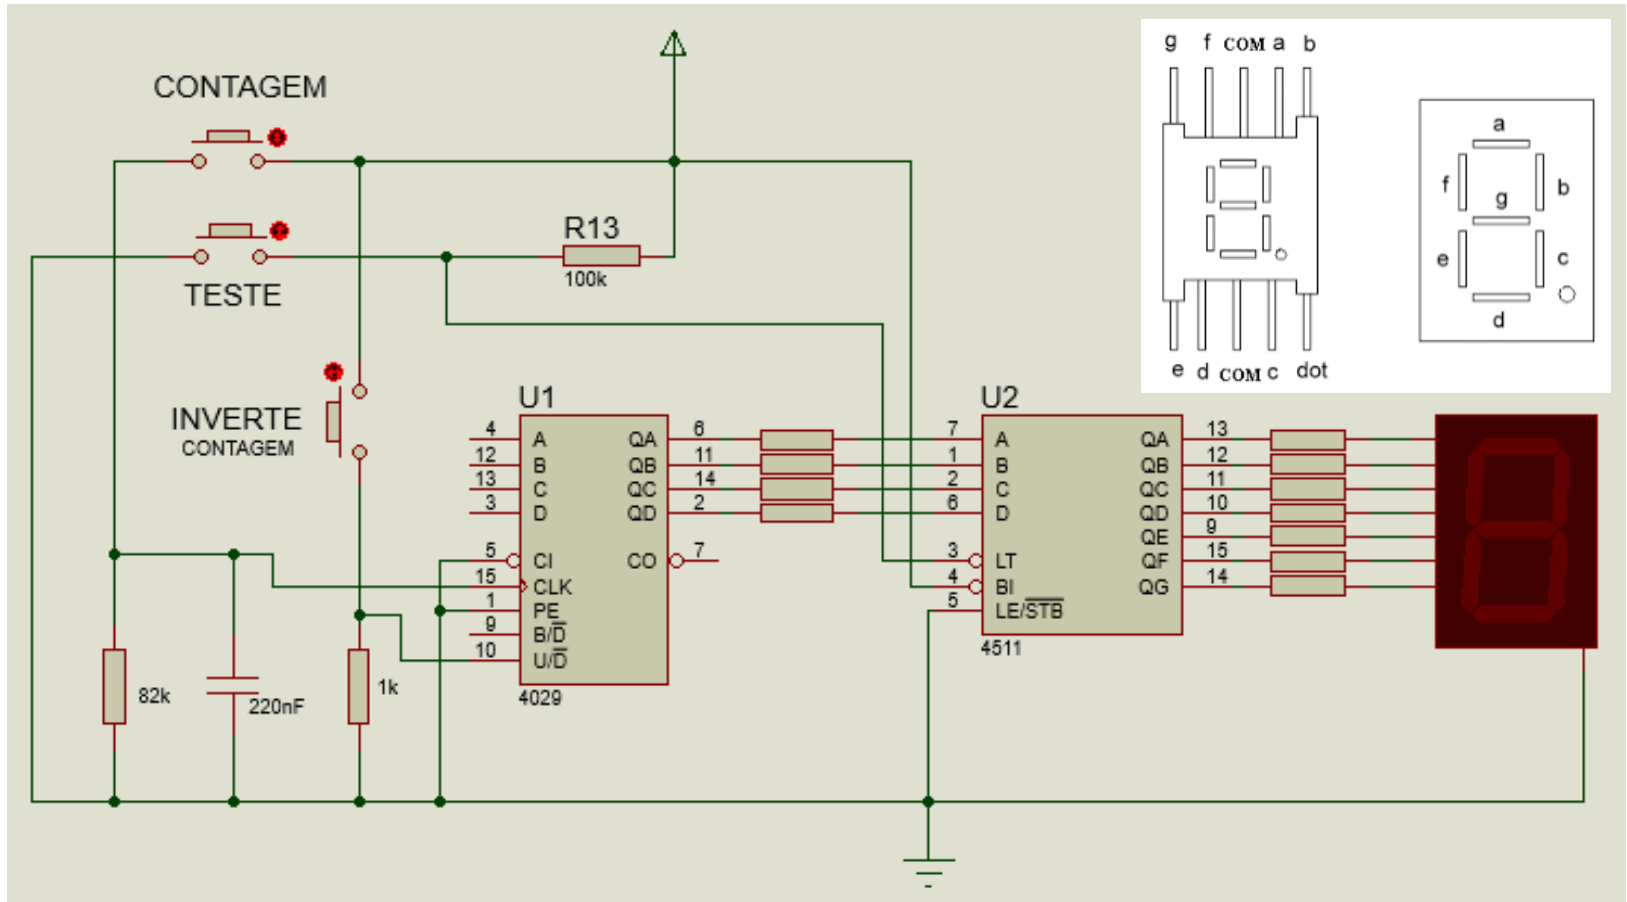 CONTAGEM
TESTE
R13
100k
INVERTE
CONTAGEM
82k
220nF
1k
U1
4 A QA 6
12 B QB 11
13 C QC 14
3 D QD 2
5 CI CO 7
15 CLK
1 PE
9 B/D̅
10 U/D̅
4029
U2
7 A QA 13
1 B QB 12
2 C QC 11
6 D QD 10
QE 9
3 LT QF 15
4 BI QG 14
5 LE/S̅T̅B̅
4511
g f COM a b
e d COM c dot
a
f b
g
e c
d